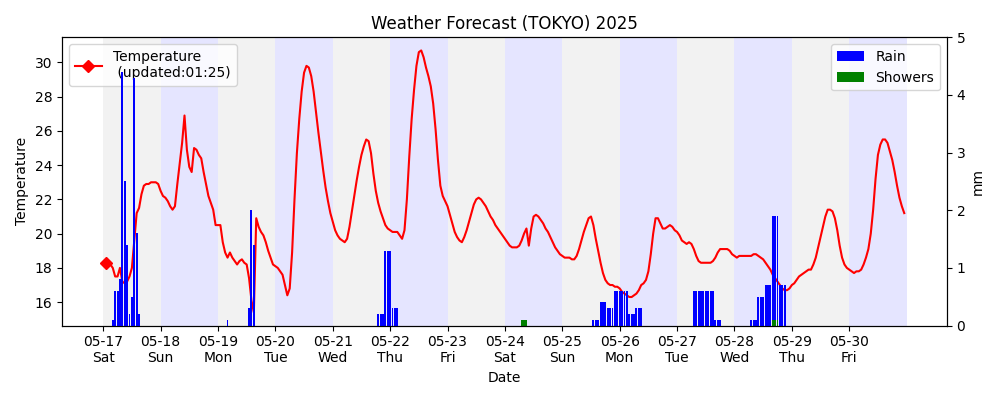 Weather Forecast (TOKYO) 2025
Temperature
(updated:01:25)
Rain
Showers
30
28
26
24
22
20
18
16
Temperature
5
4
3
2
1
0
mm
05-17 05-18 05-19 05-20 05-21 05-22 05-23 05-24 05-25 05-26 05-27 05-28 05-29 05-30
Sat Sun Mon Tue Wed Thu Fri Sat Sun Mon Tue Wed Thu Fri
Date